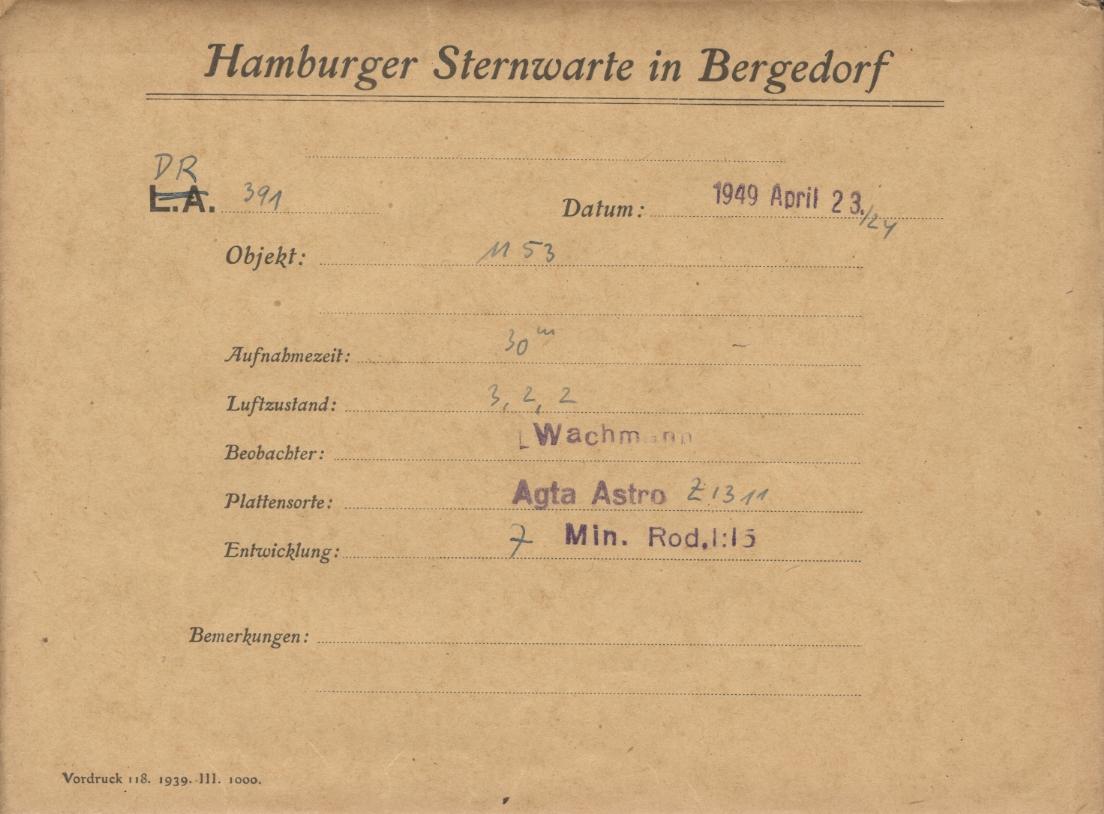 Hamburger Sternwarte in Bergedorf
DR
L.A. 391 Datum: 1949 April 23./24
Objekt: M 53
Aufnahmezeit: 30m
Luftzustand: 3, 2, 2
Beobachter: Wachmann
Plattensorte: Agfa Astro Z 1311
Entwicklung: 7 Min. Rod. 1:15
Bemerkungen:
Vordruck 118. 1939. III. 1000.